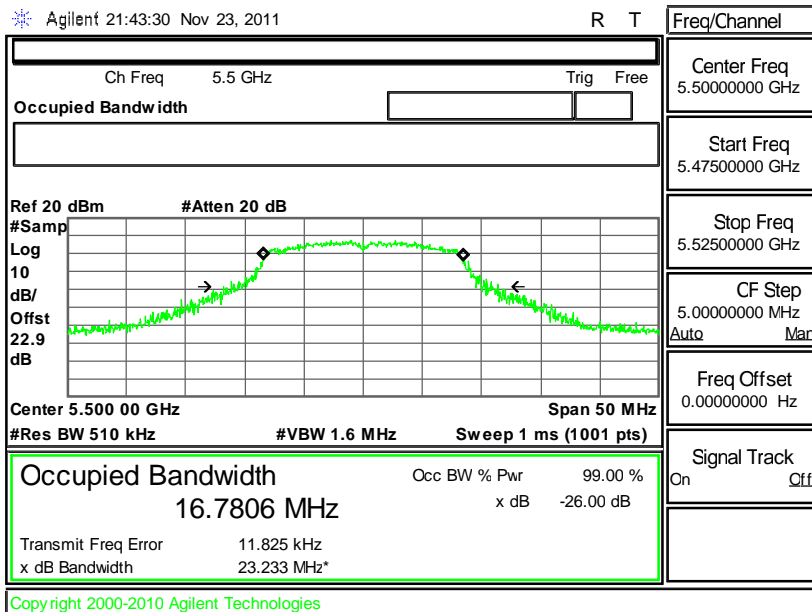 Agilent 21:43:30 Nov 23, 2011 R T
Freq/Channel
Ch Freq 5.5 GHz Trig Free
Occupied Bandwidth
Center Freq
5.50000000 GHz
Start Freq
5.47500000 GHz
Stop Freq
5.52500000 GHz
CF Step
5.00000000 MHz
Auto Man
Freq Offset
0.00000000 Hz
Signal Track
On Off
Ref 20 dBm #Atten 20 dB
#Samp
Log
10
dB/
Offst
22.9
dB
Center 5.500 00 GHz Span 50 MHz
#Res BW 510 kHz #VBW 1.6 MHz Sweep 1 ms (1001 pts)
Occupied Bandwidth
16.7806 MHz
Occ BW % Pwr 99.00 %
x dB -26.00 dB
Transmit Freq Error 11.825 kHz
x dB Bandwidth 23.233 MHz*
Copyright 2000-2010 Agilent Technologies